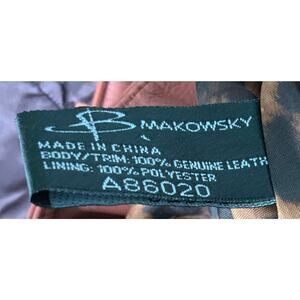 B MAKOWSKY
MADE IN CHINA
BODY/TRIM: 100% GENUINE LEATH
LINING: 100% POLYESTER
A86020